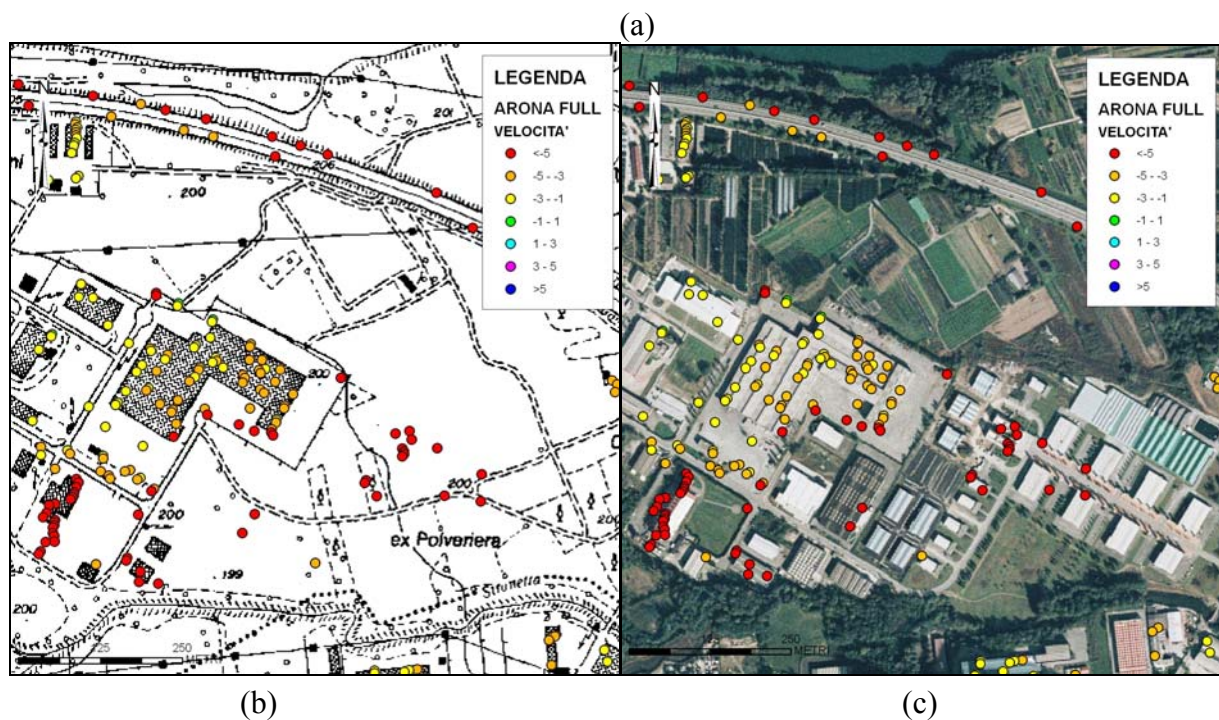 (a)
LEGENDA
ARONA FULL
VELOCITA'
<-5
-5 - -3
-3 - -1
-1 - 1
1 - 3
3 - 5
>5
N
201
206
200
200
200
200
ex Polveriera
199
Strunetta
200
250
METRI
LEGENDA
ARONA FULL
VELOCITA'
<-5
-5 - -3
-3 - -1
-1 - 1
1 - 3
3 - 5
>5
N
250
METRI
(b)
(c)